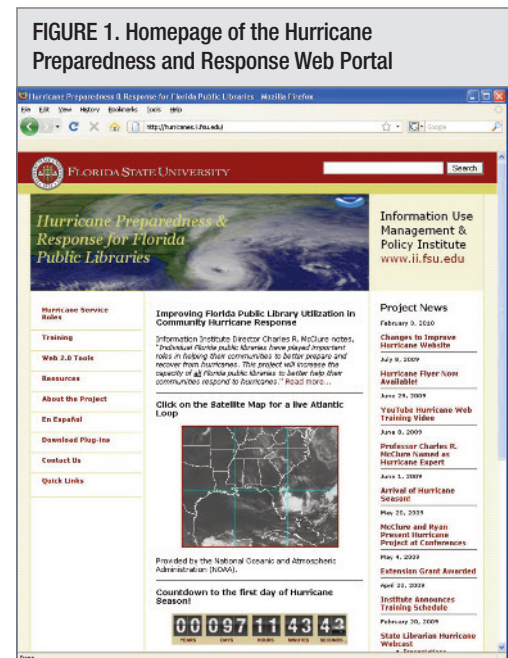 FIGURE 1. Homepage of the Hurricane
Preparedness and Response Web Portal
Hurricane Preparedness & Response for Florida Public Libraries - Mozilla Firefox
File Edit View History Bookmarks Tools Help
http://hurricanes.ii.fsu.edu/
Google
FLORIDA STATE UNIVERSITY
Search
Hurricane Preparedness &
Response for Florida
Public Libraries
Information Use
Management &
Policy Institute
www.ii.fsu.edu
Hurricane Service
Roles
Training
Web 2.0 Tools
Resources
About the Project
En Español
Download Plug-Ins
Contact Us
Quick Links
Improving Florida Public Library Utilization in
Community Hurricane Response
Information Institute Director Charles R. McClure notes,
"Individual Florida public libraries have played important
roles in helping their communities to better prepare and
recover from hurricanes. This project will increase the
capacity of all Florida public libraries to better help their
communities respond to hurricanes." Read more...
Click on the Satellite Map for a live Atlantic
Loop
Provided by the National Oceanic and Atmospheric
Administration (NOAA).
Countdown to the first day of Hurricane
Season!
00 097 11 43 43
YEARS DAYS HOURS MINUTES SECONDS
Project News
February 9, 2010
Changes to Improve
Hurricane Website
July 9, 2009
Hurricane Flyer Now
Available!
June 29, 2009
YouTube Hurricane Web
Training Video
June 8, 2009
Professor Charles R.
McClure Named as
Hurricane Expert
June 1, 2009
Arrival of Hurricane
Season!
May 20, 2009
McClure and Ryan
Present Hurricane
Project at Conferences
May 4, 2009
Extension Grant Awarded
April 23, 2009
Institute Announces
Training Schedule
February 20, 2009
State Librarian Hurricane
Webcast
Done